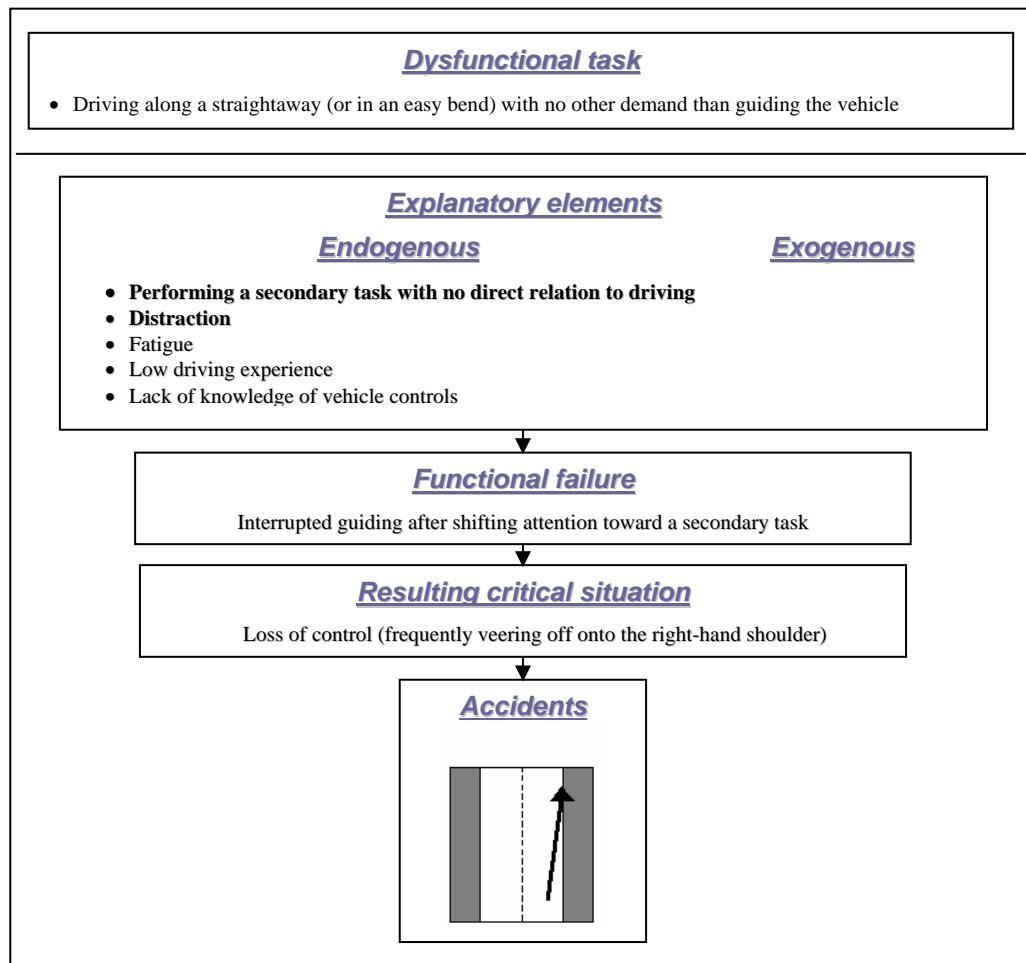 Dysfunctional task
• Driving along a straightaway (or in an easy bend) with no other demand than guiding the vehicle
Explanatory elements
Endogenous Exogenous
• Performing a secondary task with no direct relation to driving
• Distraction
• Fatigue
• Low driving experience
• Lack of knowledge of vehicle controls
Functional failure
Interrupted guiding after shifting attention toward a secondary task
Resulting critical situation
Loss of control (frequently veering off onto the right-hand shoulder)
Accidents